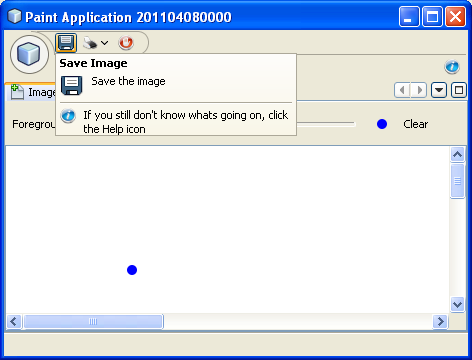 Paint Application 201104080000
Save Image
Save the image
If you still don't know whats going on, click
the Help icon
Image
Clear